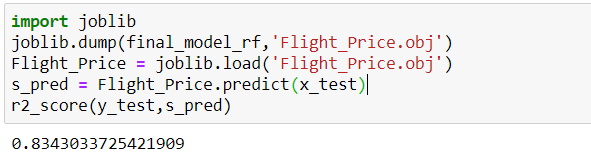 import joblib
joblib.dump(final_model_rf,'Flight_Price.obj')
Flight_Price = joblib.load('Flight_Price.obj')
s_pred = Flight_Price.predict(x_test)
r2_score(y_test,s_pred)
0.8343033725421909